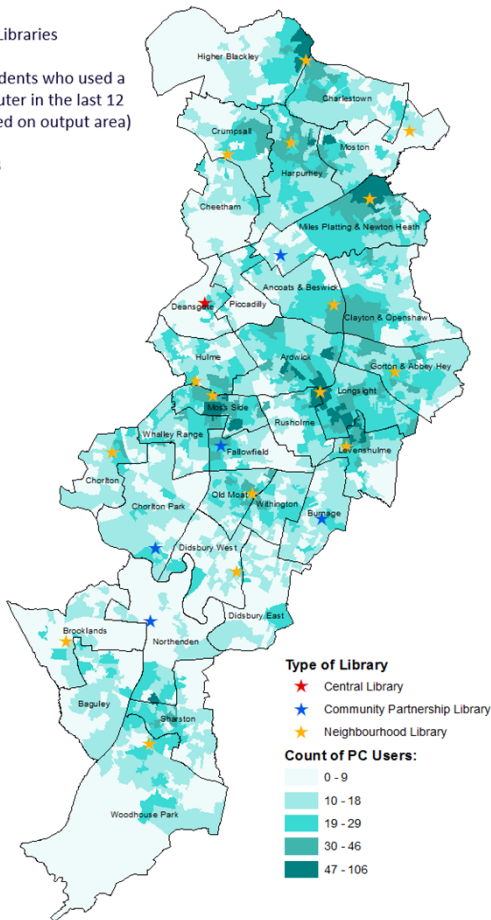 Libraries
dents who used a
uter in the last 12
ed on output area)
Higher Blackley
Charlestown
Crumpsall
Moston
Harpurhey
Cheetham
Miles Platting & Newton Heath
Ancoats & Beswick
Deansgate
Piccadilly
Clayton & Openshaw
Hulme
Ardwick
Gorton & Abbey Hey
Longsight
Moss Side
Rusholme
Whalley Range
Fallowfield
Levenshulme
Chorlton
Old Moat
Withington
Chorlton Park
Burnage
Didsbury West
Didsbury East
Brooklands
Northenden
Baguley
Sharston
Woodhouse Park
Type of Library
Central Library
Community Partnership Library
Neighbourhood Library
Count of PC Users:
0 - 9
10 - 18
19 - 29
30 - 46
47 - 106